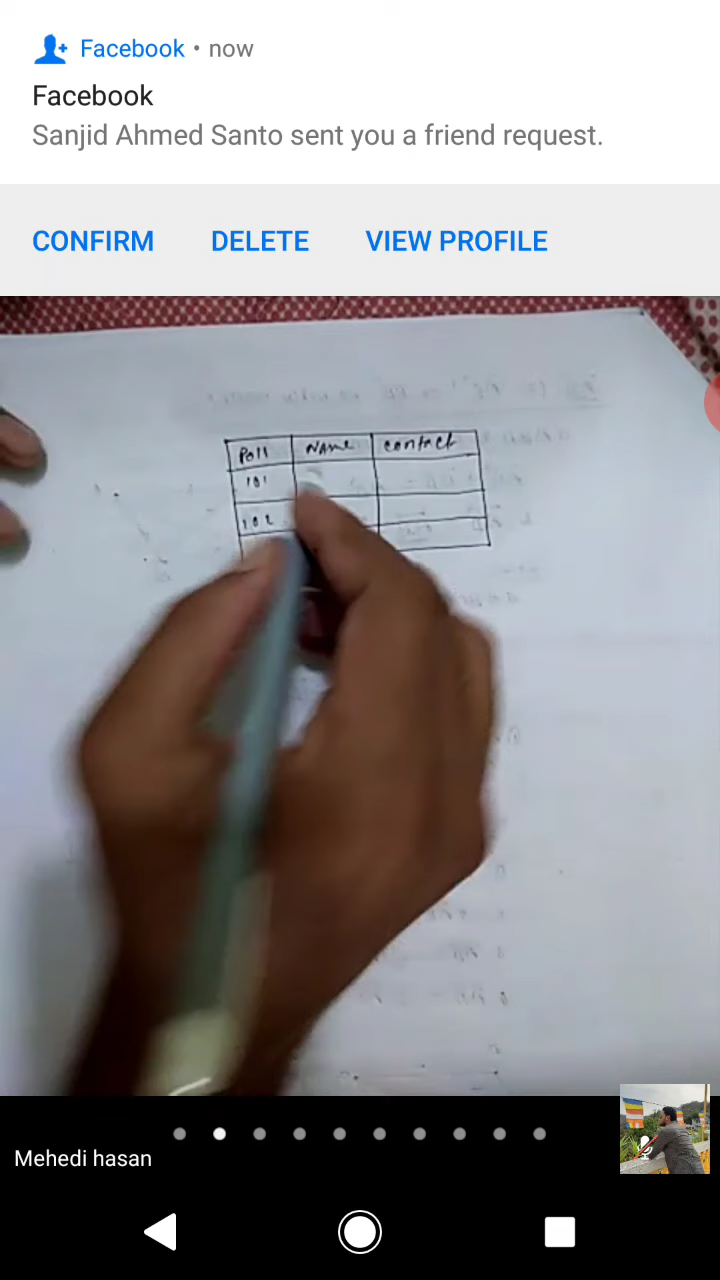 Facebook • now
Facebook
Sanjid Ahmed Santo sent you a friend request.
CONFIRM DELETE VIEW PROFILE
Roll Name contact
101
102
Mehedi hasan